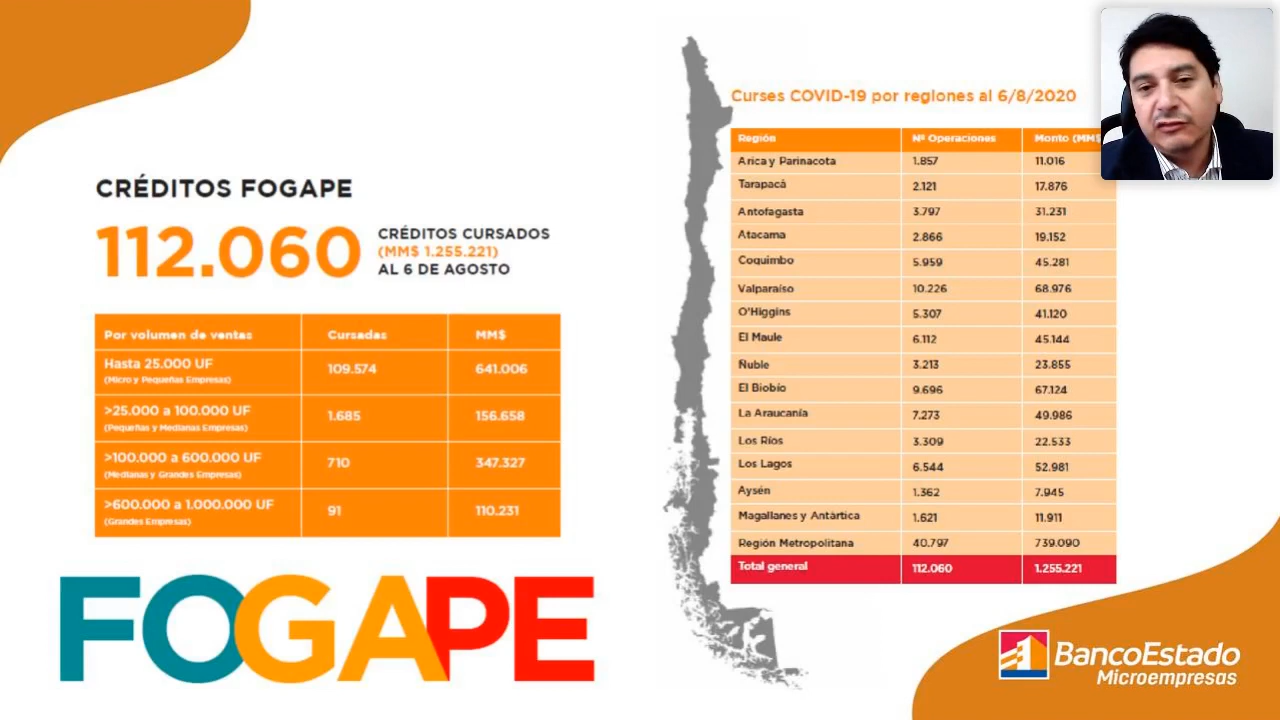 CRÉDITOS FOGAPE
112.060
CRÉDITOS CURSADOS
(MM$ 1.255.221)
AL 6 DE AGOSTO
Por volumen de ventas Cursadas MM$
Hasta 25.000 UF 109.574 641.006
(Micro y Pequeñas Empresas)
>25.000 a 100.000 UF 1.685 156.658
(Pequeñas y Medianas Empresas)
>100.000 a 600.000 UF 710 347.327
(Medianas y Grandes Empresas)
>600.000 a 1.000.000 UF 91 110.231
(Grandes Empresas)
FOGAPE
Curses COVID-19 por regiones al 6/8/2020
Región Nº Operaciones Monto (MM$
Arica y Parinacota 1.857 11.016
Tarapacá 2.121 17.876
Antofagasta 3.797 31.231
Atacama 2.866 19.152
Coquimbo 5.959 45.281
Valparaíso 10.226 68.976
O'Higgins 5.307 41.120
El Maule 6.112 45.144
Ñuble 3.213 23.855
El Biobío 9.696 67.124
La Araucanía 7.273 49.986
Los Ríos 3.309 22.533
Los Lagos 6.544 52.981
Aysén 1.362 7.945
Magallanes y Antártica 1.621 11.911
Región Metropolitana 40.797 739.090
Total general 112.060 1.255.221
BancoEstado
Microempresas